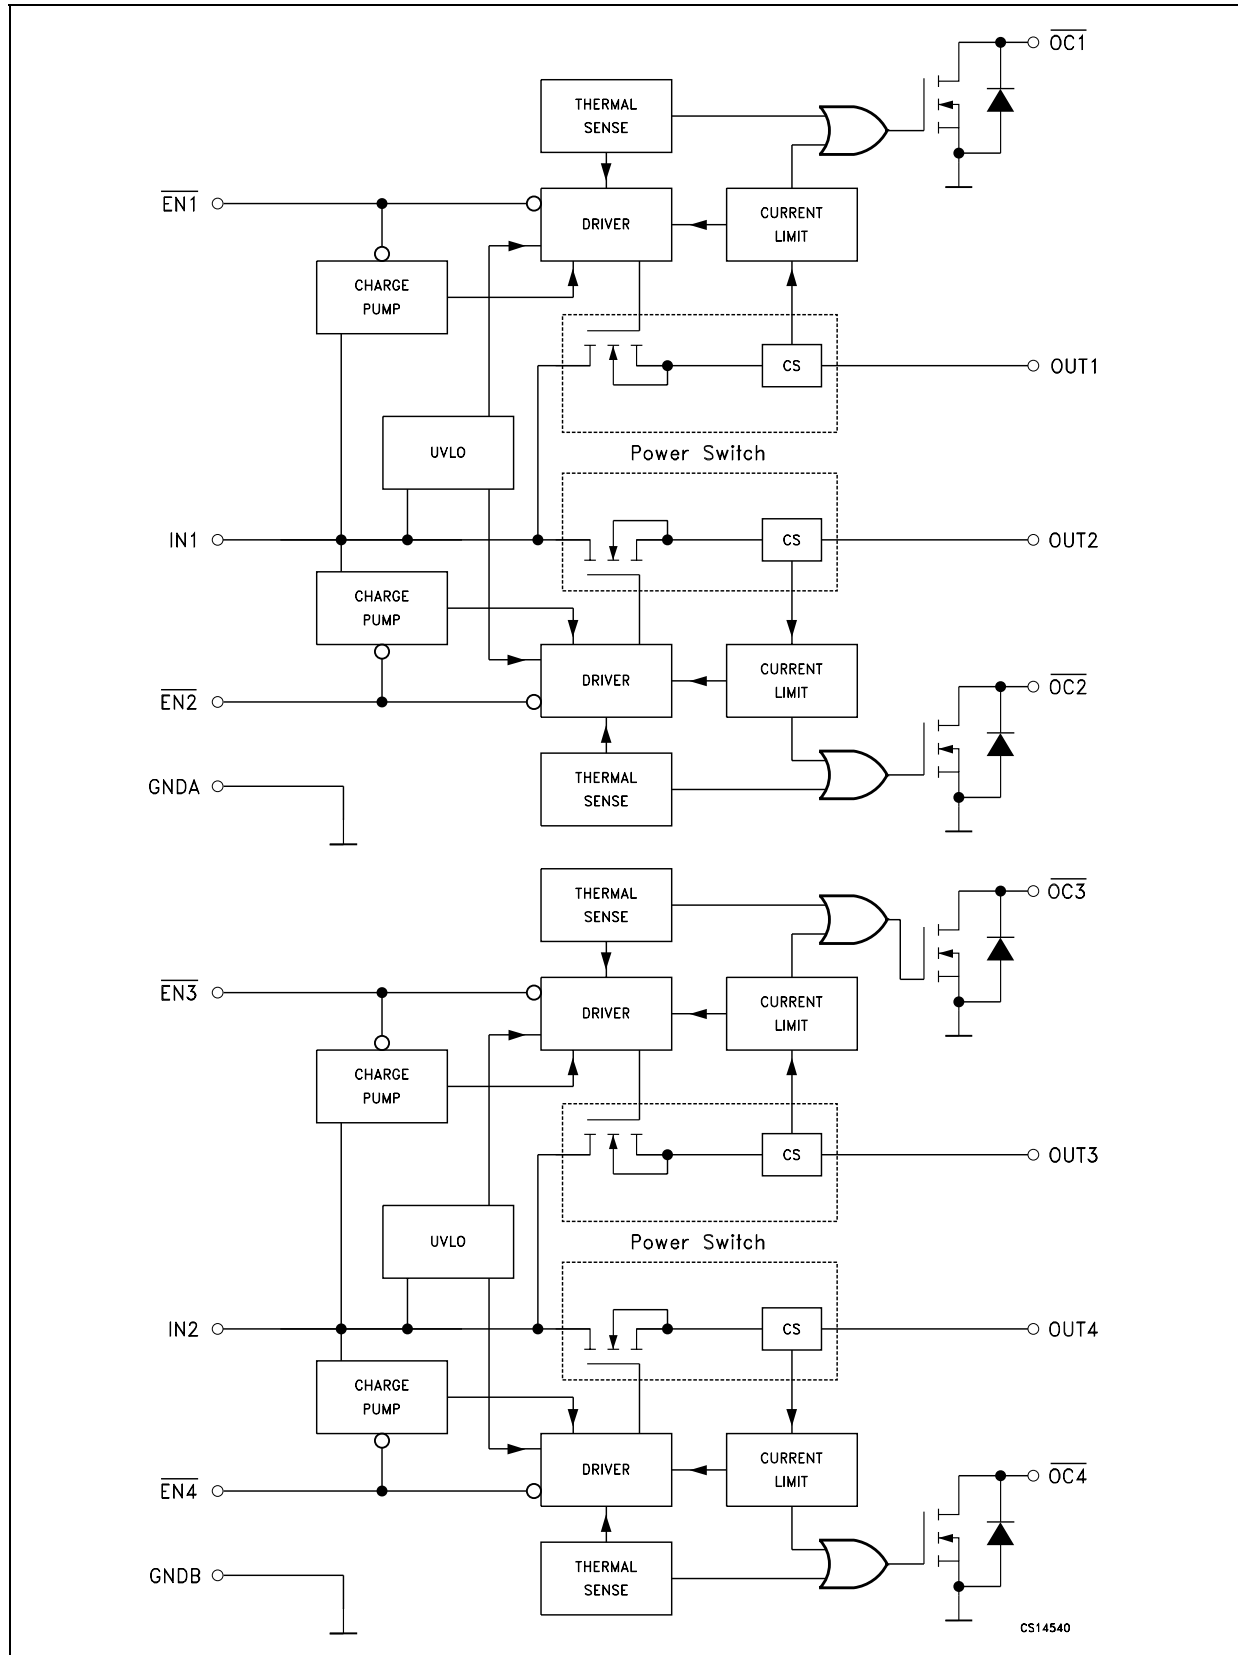 OC1
THERMAL
SENSE
EN1
DRIVER
CURRENT
LIMIT
CHARGE
PUMP
CS
OUT1
UVLO
Power Switch
IN1
CS
OUT2
CHARGE
PUMP
EN2
DRIVER
CURRENT
LIMIT
OC2
GNDA
THERMAL
SENSE
OC3
THERMAL
SENSE
EN3
DRIVER
CURRENT
LIMIT
CHARGE
PUMP
CS
OUT3
UVLO
Power Switch
IN2
CS
OUT4
CHARGE
PUMP
EN4
DRIVER
CURRENT
LIMIT
OC4
GNDB
THERMAL
SENSE
CS14540